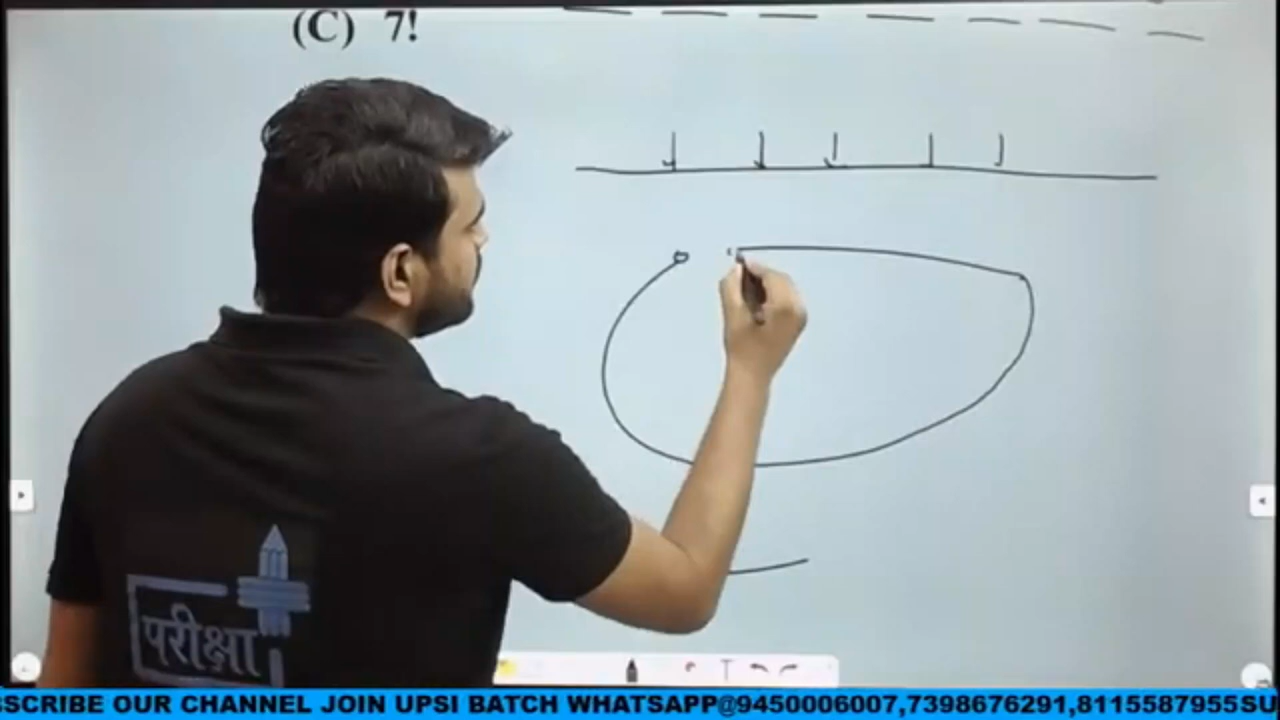 (C) 7!
परीक्षा
SCRIBE OUR CHANNEL JOIN UPSI BATCH WHATSAPP@9450006007,7398676291,8115587955SU